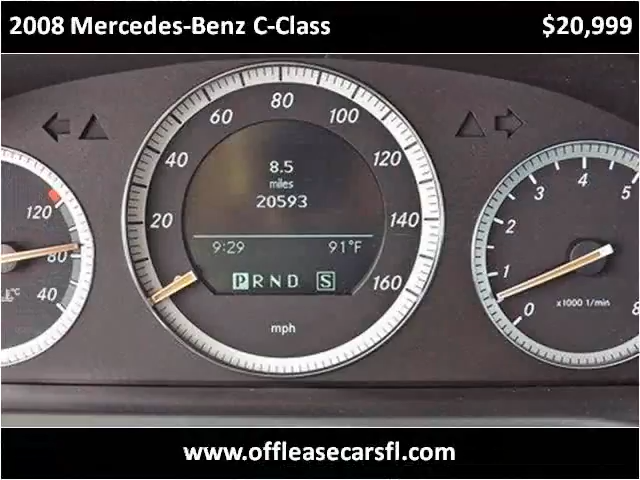 2008 Mercedes-Benz C-Class $20,999
60 80 100
40 120
20 140
160
8.5
miles
20593
9:29 91°F
P R N D S
mph
120
80
40
°C
0 1 2 3 4 5 8
x1000 1/min
www.offleasecarsfl.com